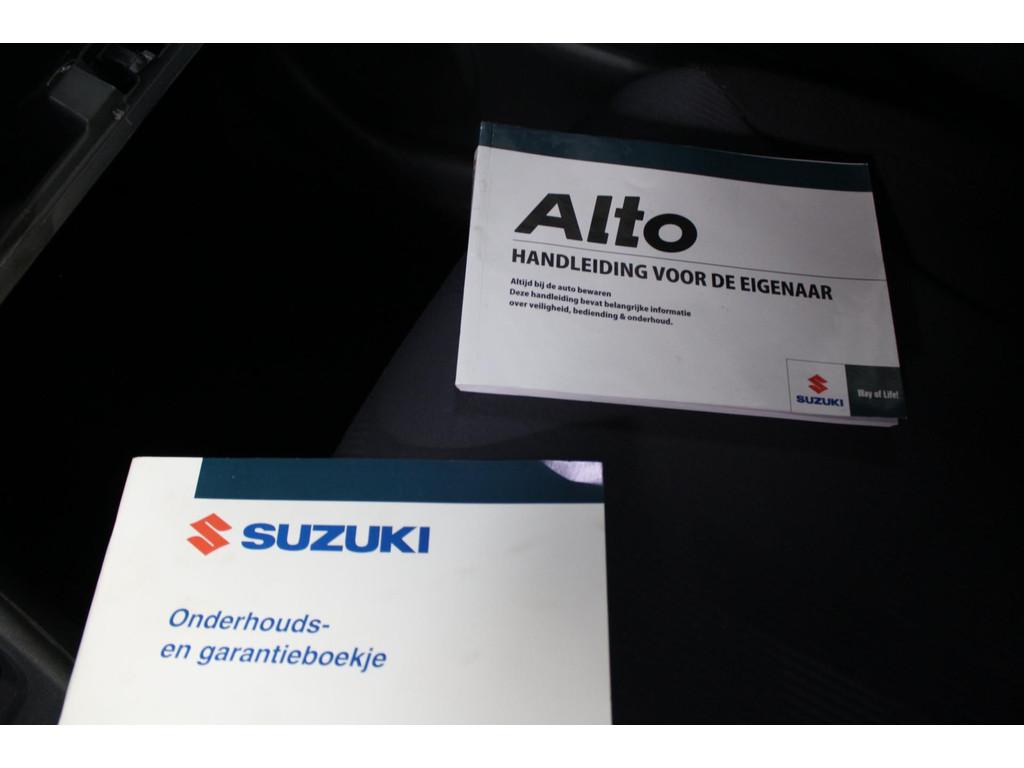 Alto
HANDLEIDING VOOR DE EIGENAAR
Altijd bij de auto bewaren
Deze handleiding bevat belangrijke informatie
over veiligheid, bediending & onderhoud.
SUZUKI
Way of Life!
SUZUKI
Onderhouds-
en garantieboekje